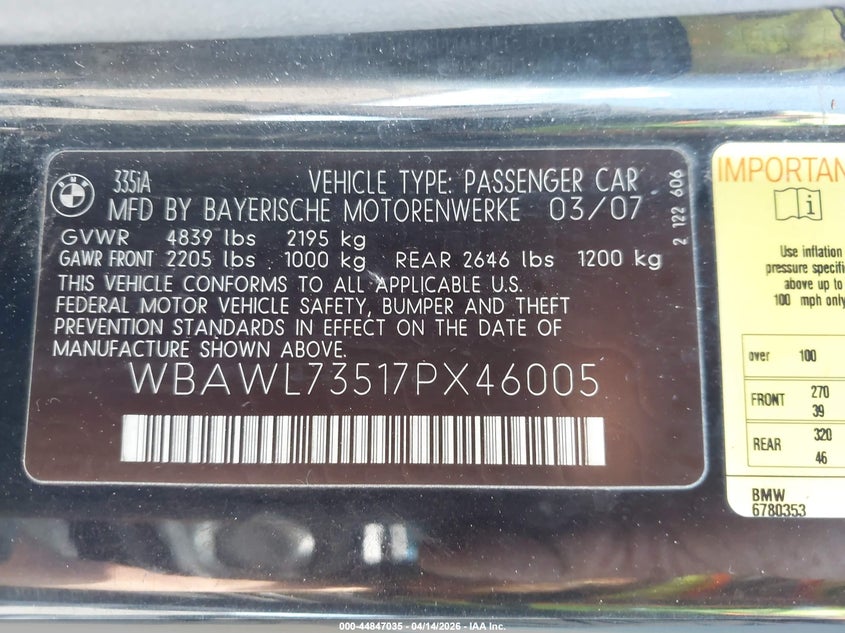 BMW
335iA VEHICLE TYPE: PASSENGER CAR
MFD BY BAYERISCHE MOTORENWERKE 03/07
GVWR 4839 lbs 2195 kg
GAWR FRONT 2205 lbs 1000 kg REAR 2646 lbs 1200 kg
THIS VEHICLE CONFORMS TO ALL APPLICABLE U.S.
FEDERAL MOTOR VEHICLE SAFETY, BUMPER AND THEFT
PREVENTION STANDARDS IN EFFECT ON THE DATE OF
MANUFACTURE SHOWN ABOVE.
WBAWL73517PX46005
2 122 606
IMPORTAN
i
Use inflation
pressure specifi
above up to
100 mph only
over 100
FRONT 270
39
REAR 320
46
BMW
6780353
000-44847035 - 04/14/2026 - IAA Inc.